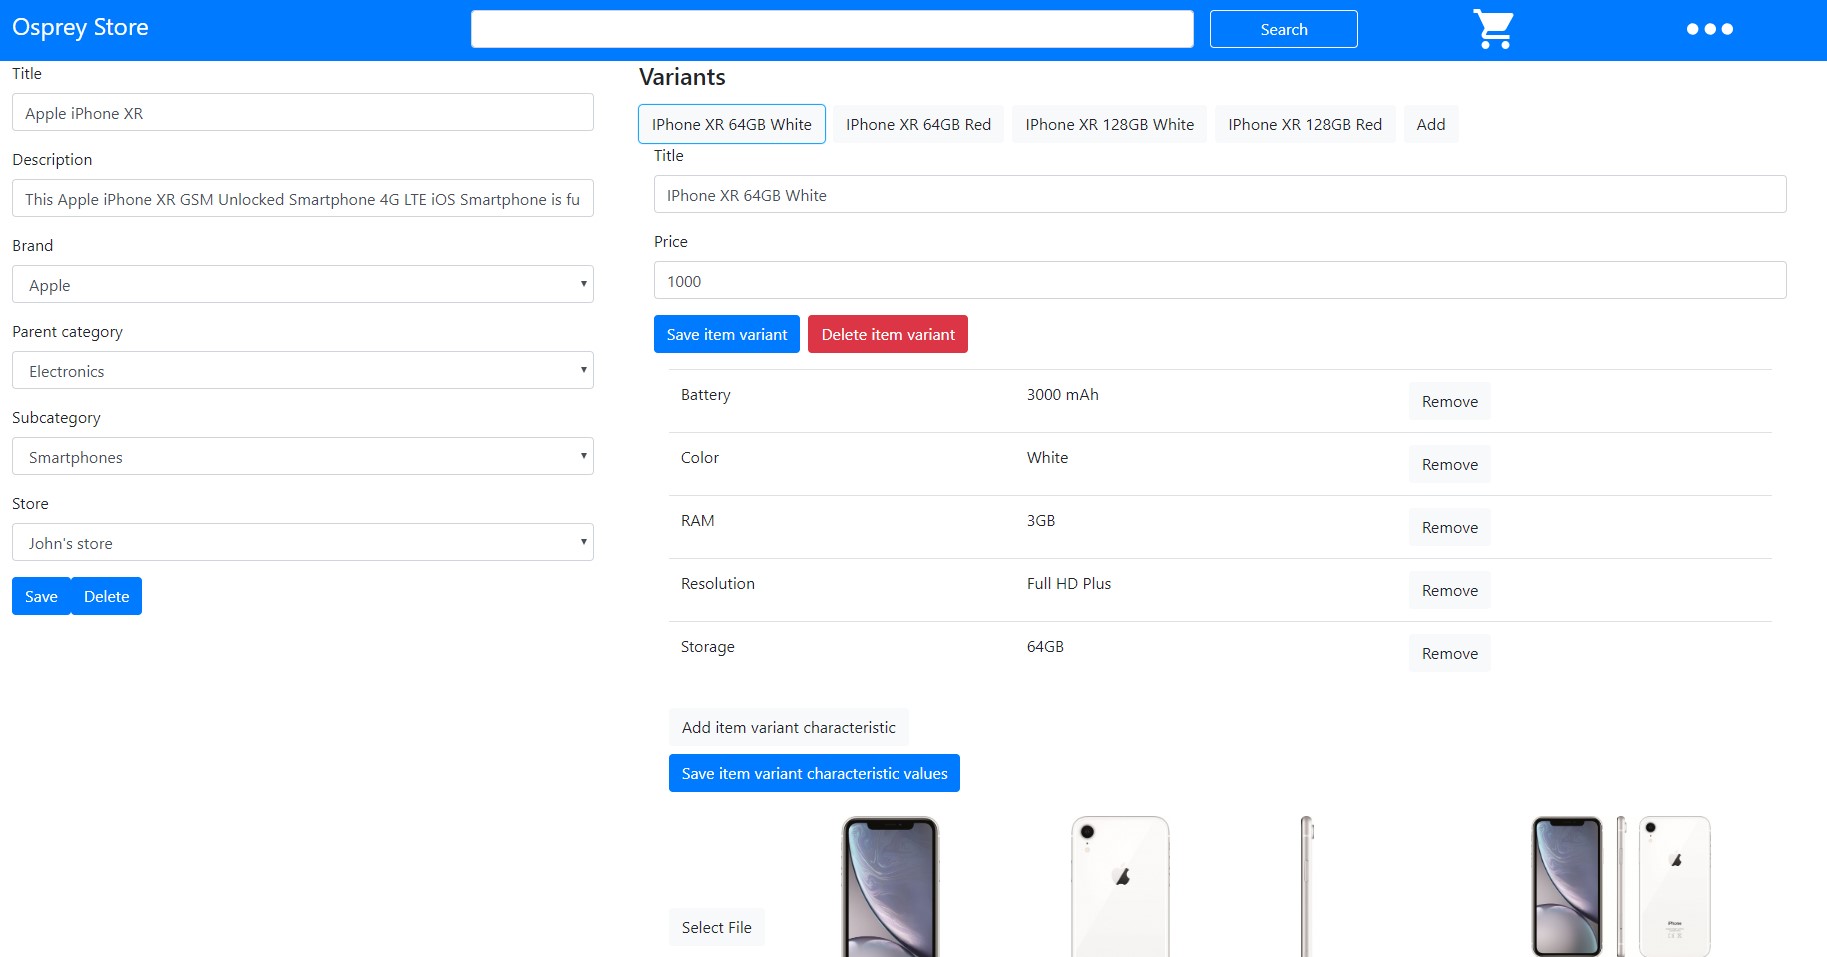 Osprey Store
Search
Title
Apple iPhone XR
Description
This Apple iPhone XR GSM Unlocked Smartphone 4G LTE iOS Smartphone is fu
Brand
Apple
Parent category
Electronics
Subcategory
Smartphones
Store
John's store
Save Delete
Variants
IPhone XR 64GB White IPhone XR 64GB Red IPhone XR 128GB White IPhone XR 128GB Red Add
Title
IPhone XR 64GB White
Price
1000
Save item variant Delete item variant
Battery 3000 mAh Remove
Color White Remove
RAM 3GB Remove
Resolution Full HD Plus Remove
Storage 64GB Remove
Add item variant characteristic
Save item variant characteristic values
Select File
iPhone